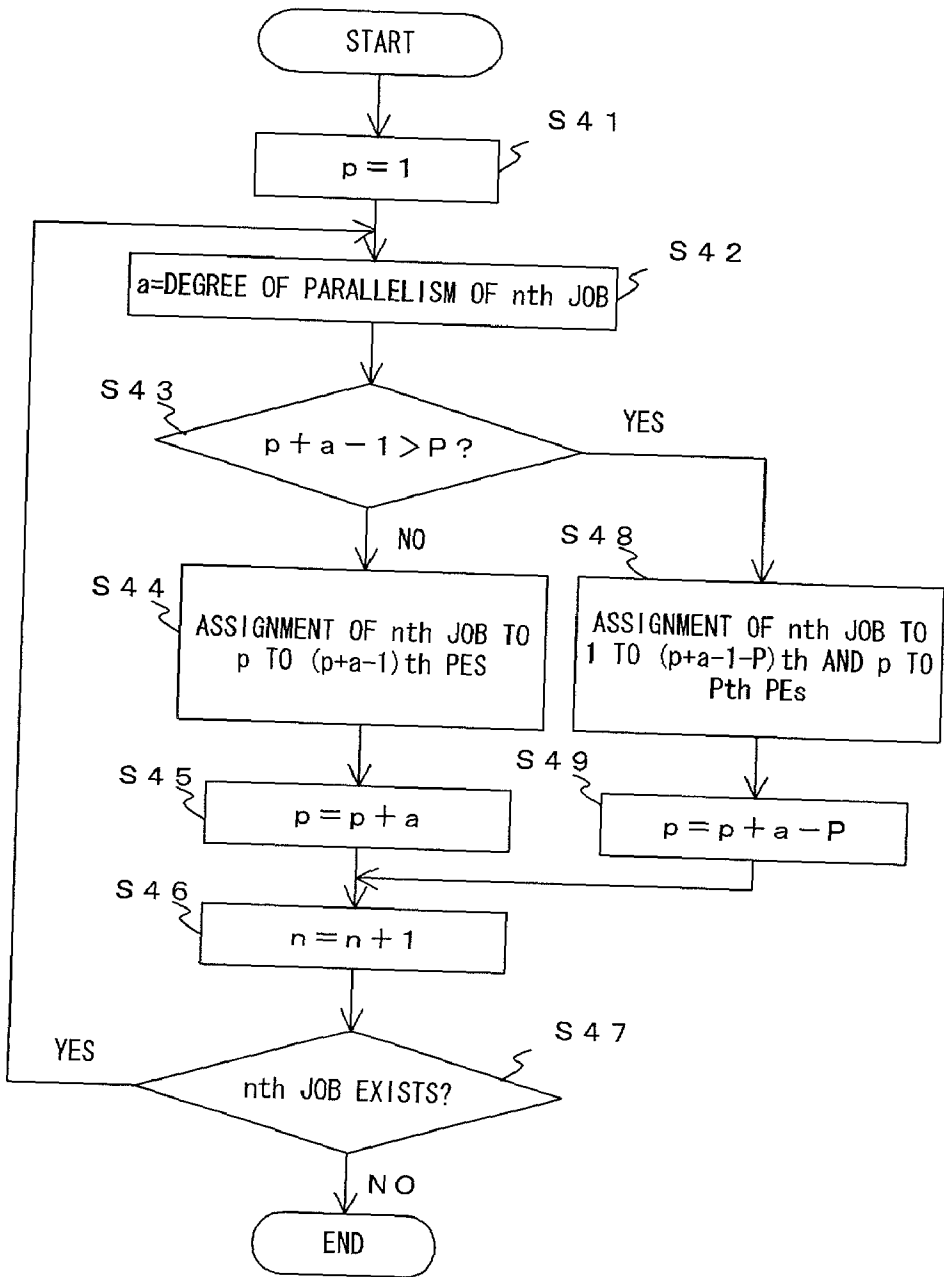 START
S41
p=1
S42
a=DEGREE OF PARALLELISM OF nth JOB
S43
p+a-1>P?
YES
NO
S44
ASSIGNMENT OF nth JOB TO
p TO (p+a-1)th PES
S48
ASSIGNMENT OF nth JOB TO
1 TO (p+a-1-P)th AND p TO
Pth PEs
S45
p=p+a
S49
p=p+a-P
S46
n=n+1
S47
nth JOB EXISTS?
YES
NO
END